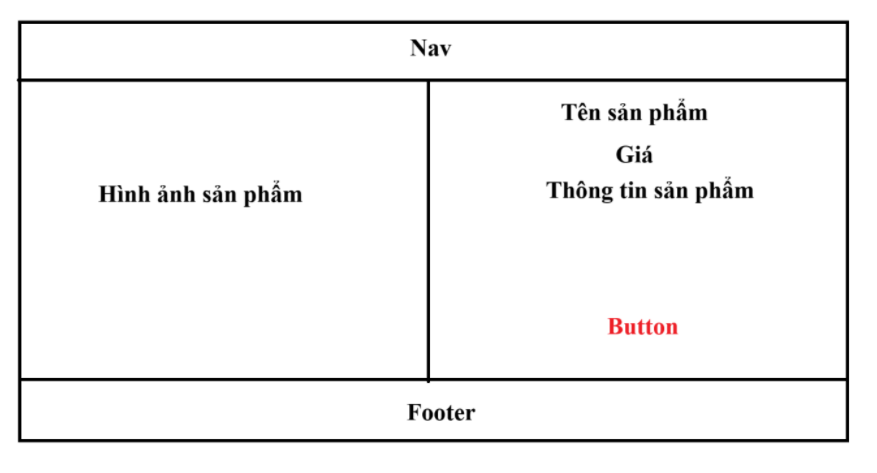 Nav
Hình ảnh sản phẩm
Tên sản phẩm
Giá
Thông tin sản phẩm
Button
Footer